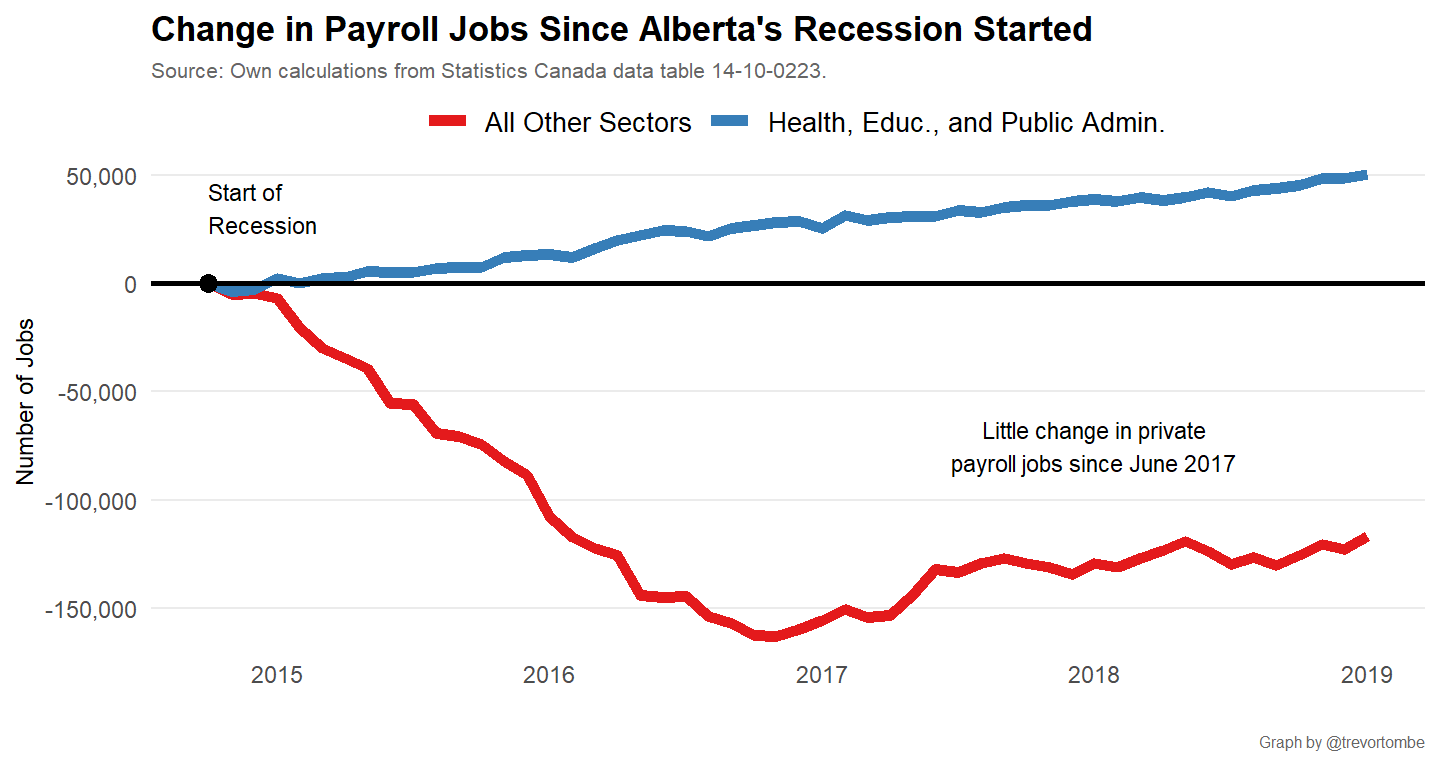 Change in Payroll Jobs Since Alberta's Recession Started
Source: Own calculations from Statistics Canada data table 14-10-0223.
All Other Sectors
Health, Educ., and Public Admin.
50,000
0
-50,000
-100,000
-150,000
Number of Jobs
Start of
Recession
Little change in private
payroll jobs since June 2017
2015
2016
2017
2018
2019
Graph by @trevortombe